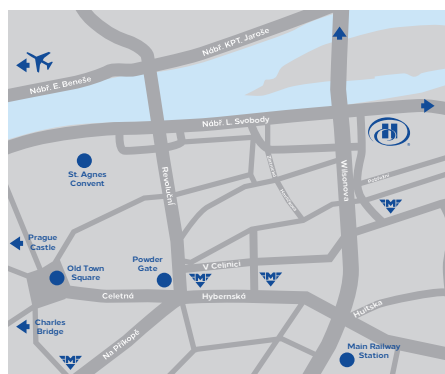 Nábř. KPT. Jaroše
Nábř. E. Beneše
Nábř. L. Svobody
H
®
Revoluční
Wilsonova
St. Agnes
Convent
Prague
Castle
Old Town
Square
Powder
Gate
V Celnici
M
M
M
M
Celetná
Hybernská
Charles
Bridge
Na Příkopě
Husitska
Main Railway
Station